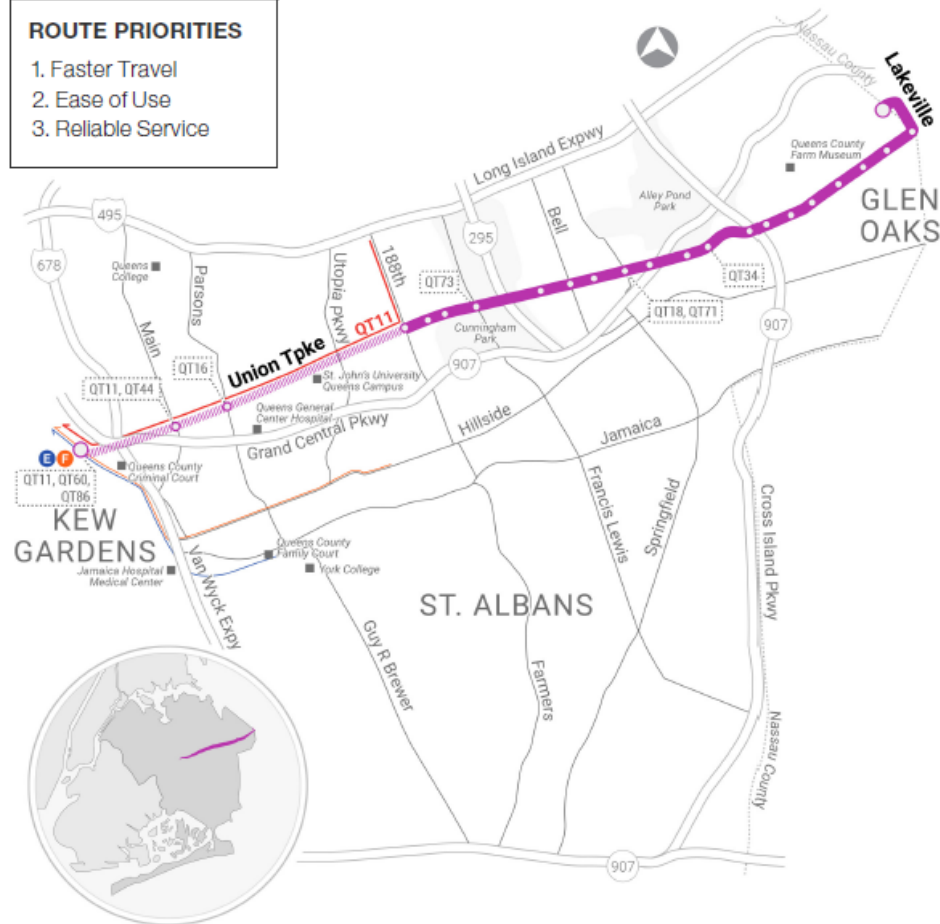 ROUTE PRIORITIES
1. Faster Travel
2. Ease of Use
3. Reliable Service
Nassau County
Lakeville
Queens County
Farm Museum
Long Island Expwy
Alley Pond
Park
GLEN
OAKS
Bell
495
295
678
Queens
College
Parsons
Utopia pkwy
188th
QT73
QT34
Main
QT11
QT18, QT71
907
Cunningham
Park
Union Tpke
QT16
907
St. John's University
Queens Campus
QT11, QT44
Queens General
Center Hospital
Grand Central Pkwy
Hillside
Jamaica
E
F
Queens County
Criminal Court
QT11, QT60,
QT86
KEW
GARDENS
Francis Lewis
Springfield
Cross Island Pkwy
Van Wyck Expy
Queens County
Family Court
York College
Jamaica Hospital
Medical Center
ST. ALBANS
Guy R Brewer
Farmers
Nassau County
907